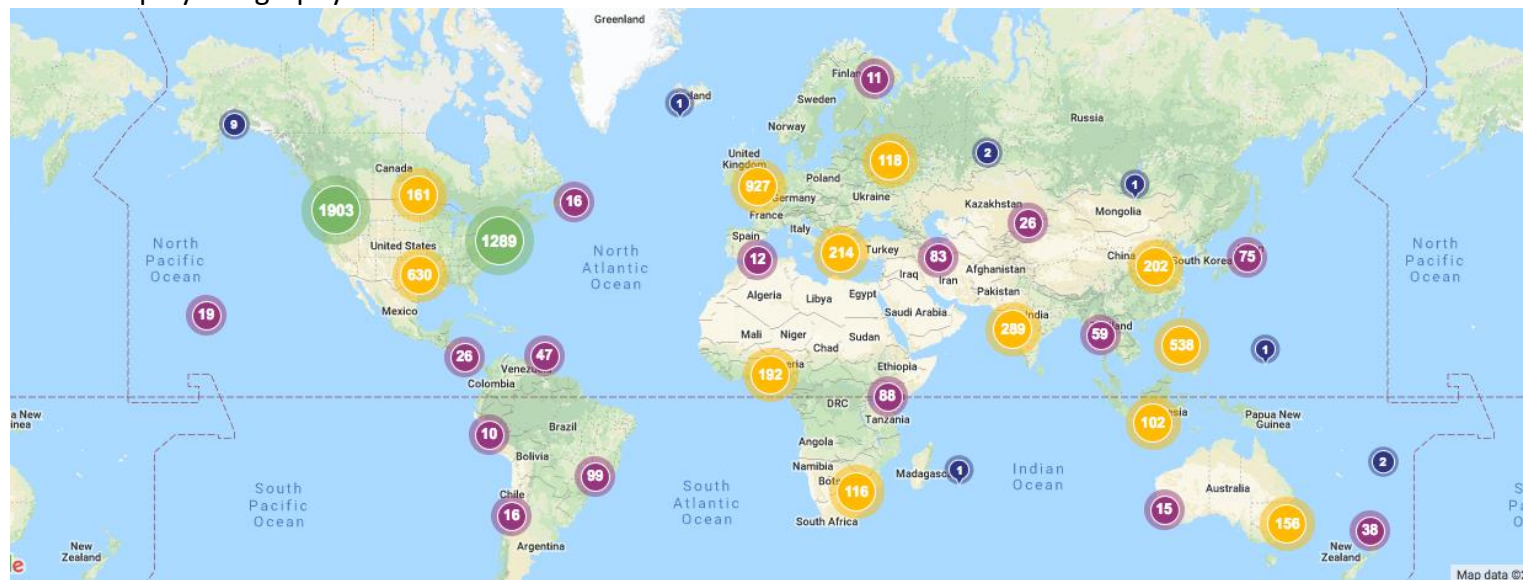 Greenland
1
land
11
Finland
Sweden
Norway
Russia
9
Canada
United
Kingdom
118
2
Poland
927
Germany
Ukraine
1
161
1903
16
France
Kazakhstan
Mongolia
26
1289
United States
Spain
Italy
12
214
Turkey
83
China
202
South Korea
75
North
Pacific
Ocean
North
Atlantic
Ocean
North
Pacific
Ocean
630
Mexico
Iraq
Iran
Afghanistan
Pakistan
Algeria
Libya
Egypt
Saudi Arabia
19
289
India
59
538
1
Mali
Niger
Chad
Sudan
26
47
Venezuela
Colombia
192
Ethiopia
88
DRC
Tanzania
102
Papua New
Guinea
a New
inea
10
Brazil
Bolivia
99
Angola
Namibia
116
Madagasc
1
Indian
Ocean
2
South
Pacific
Ocean
South
Atlantic
Ocean
Chile
16
Argentina
South Africa
15
Australia
156
38
New
Zealand
New
Zealand
Map data ©